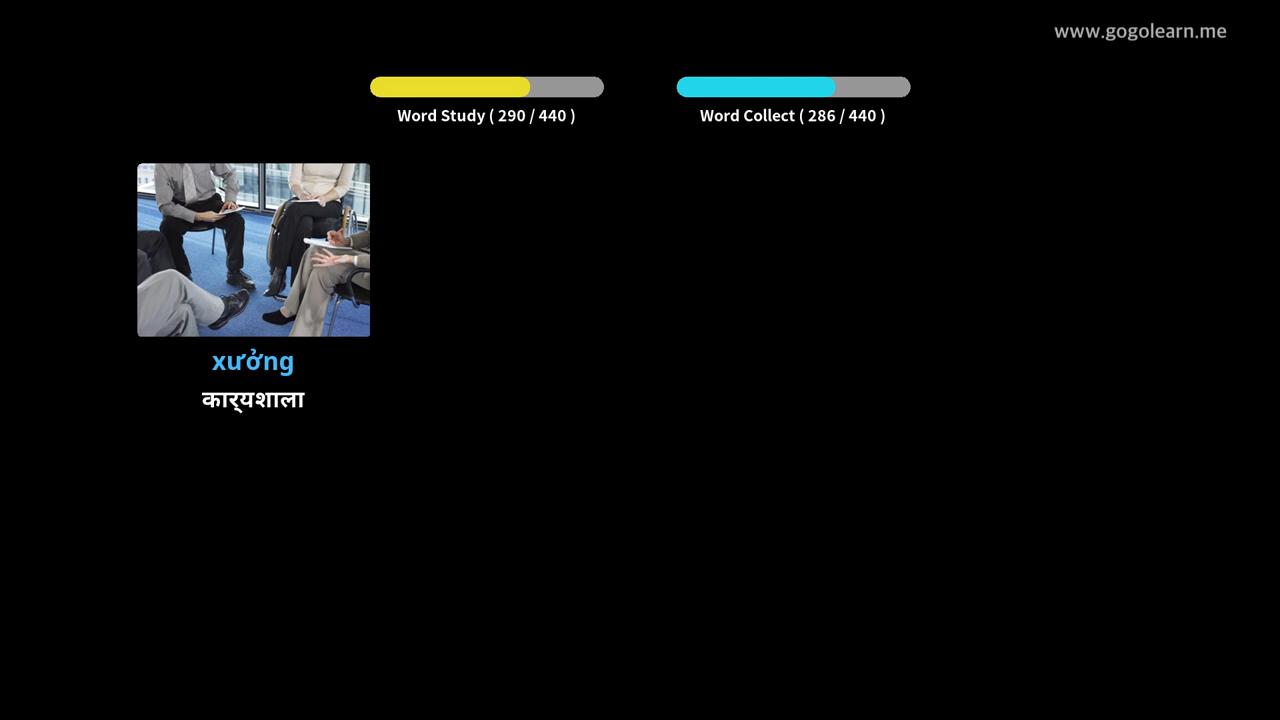 www.gogolearn.me
Word Study ( 290 / 440 )
Word Collect ( 286 / 440 )
xưởng
कार्यशाला